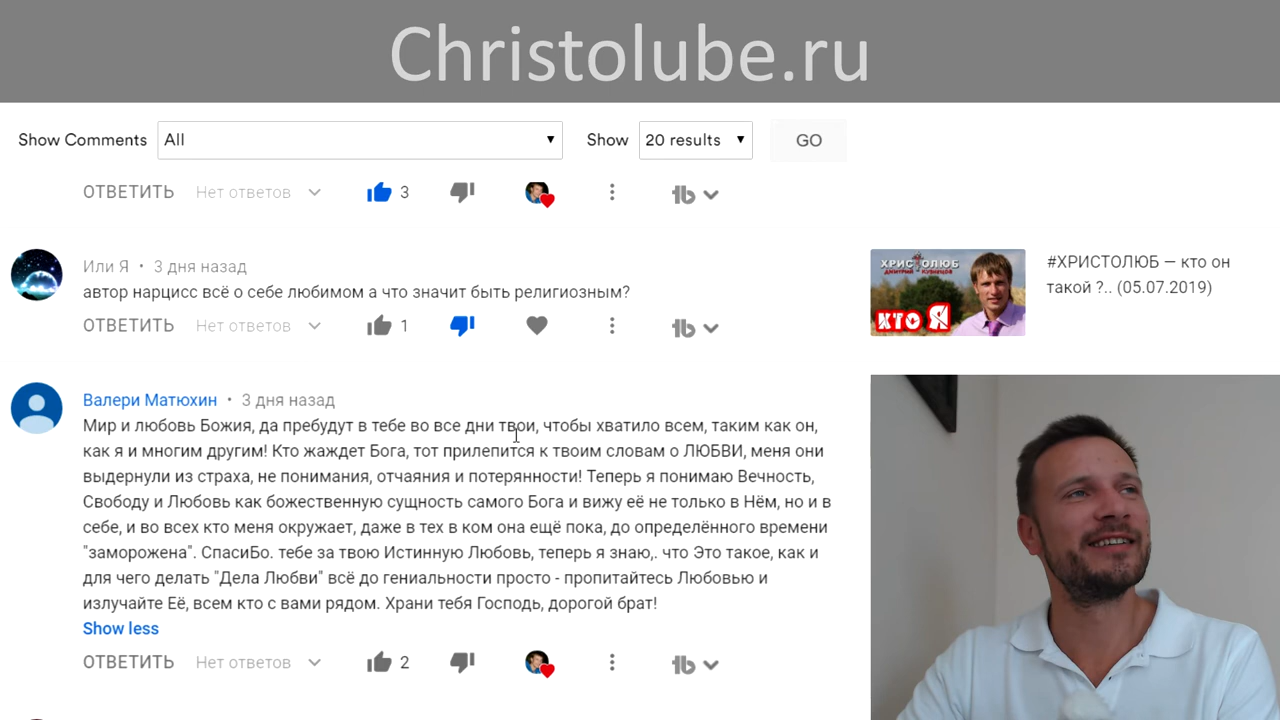 Christolube.ru
Show Comments All Show 20 results GO
ОТВЕТИТЬ Нет ответов 3
Или Я • 3 дня назад
автор нарцисс всё о себе любимом а что значит быть религиозным?
ОТВЕТИТЬ Нет ответов 1
ХРИСТОЛЮБ
ДМИТРИЙ КУЗНЕЦОВ
КТО Я
#ХРИСТОЛЮБ — кто он
такой ?.. (05.07.2019)
Валери Матюхин • 3 дня назад
Мир и любовь Божия, да пребудут в тебе во все дни твои, чтобы хватило всем, таким как он,
как я и многим другим! Кто жаждет Бога, тот прилепится к твоим словам о ЛЮБВИ, меня они
выдернули из страха, не понимания, отчаяния и потерянности! Теперь я понимаю Вечность,
Свободу и Любовь как божественную сущность самого Бога и вижу её не только в Нём, но и в
себе, и во всех кто меня окружает, даже в тех в ком она ещё пока, до определённого времени
"заморожена". СпасиБо. тебе за твою Истинную Любовь, теперь я знаю,. что Это такое, как и
для чего делать "Дела Любви" всё до гениальности просто - пропитайтесь Любовью и
излучайте Её, всем кто с вами рядом. Храни тебя Господь, дорогой брат!
Show less
ОТВЕТИТЬ Нет ответов 2